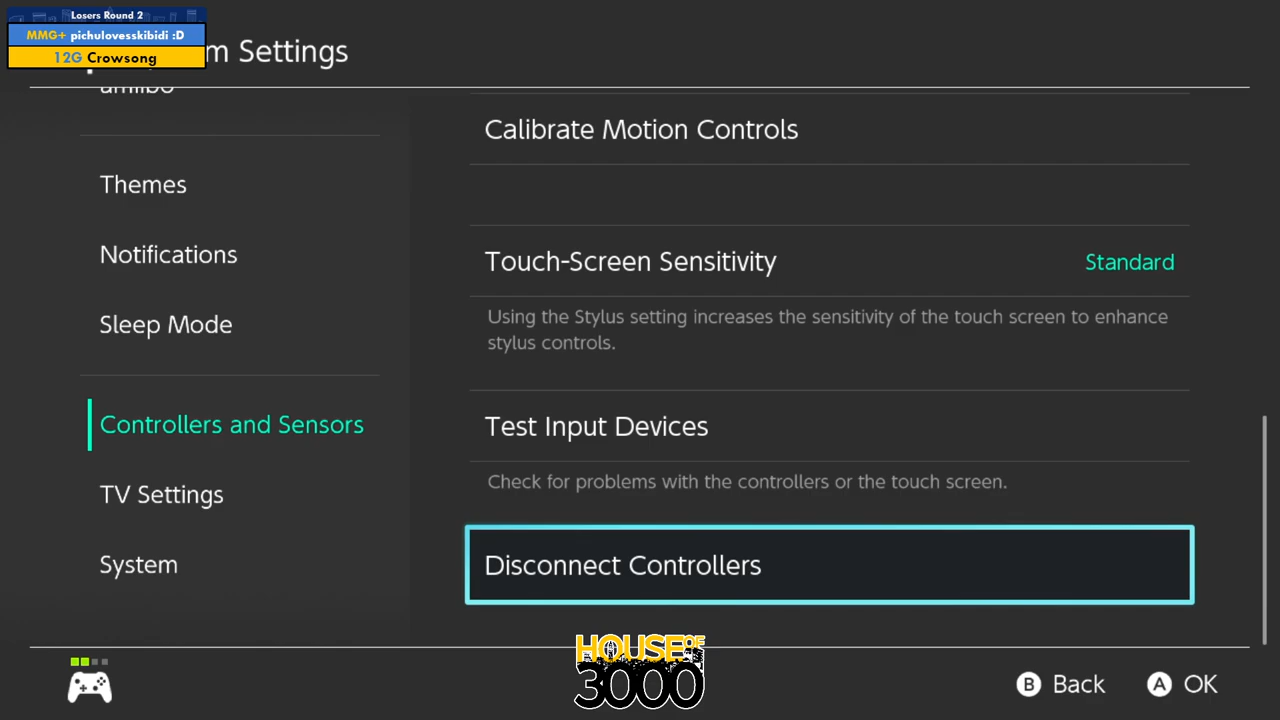 Losers Round 2
MMG+ pichulovesskibidi :D
12G Crowsong
m Settings
amiibo
Themes
Notifications
Sleep Mode
Controllers and Sensors
TV Settings
System
Calibrate Motion Controls
Touch-Screen Sensitivity Standard
Using the Stylus setting increases the sensitivity of the touch screen to enhance
stylus controls.
Test Input Devices
Check for problems with the controllers or the touch screen.
Disconnect Controllers
HOUSE OF
3000
B Back A OK